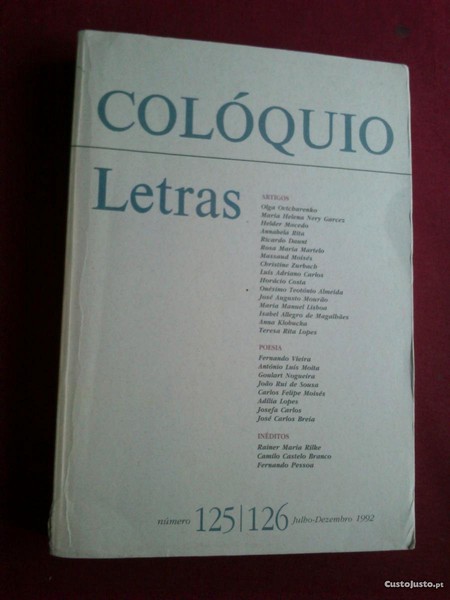 COLÓQUIO
Letras
ARTIGOS
Olga Ovtcharenko
Maria Helena Nery Garcez
Helder Macedo
Annabela Rita
Ricardo Daunt
Rosa Maria Martelo
Massaud Moisés
Christine Zurbach
Luís Adriano Carlos
Horácio Costa
Onésimo Teotónio Almeida
José Augusto Mourão
Maria Manuel Lisboa
Isabel Allegro de Magalhães
Anna Klobucka
Teresa Rita Lopes
POESIA
Fernando Vieira
António Luís Moita
Goulart Nogueira
João Rui de Sousa
Carlos Felipe Moisés
Adília Lopes
Josefa Carlos
José Carlos Breia
INÉDITOS
Rainer Maria Rilke
Camilo Castelo Branco
Fernando Pessoa
número 125|126 Julho-Dezembro 1992
CustoJusto.pt